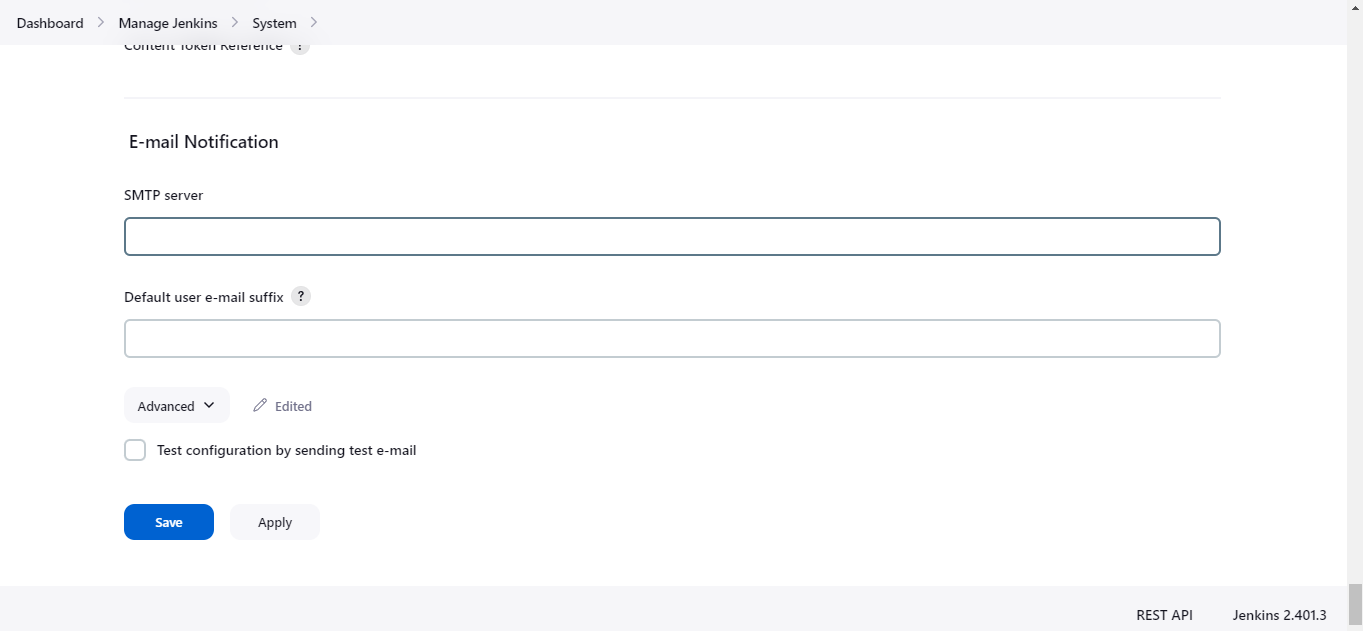 Dashboard > Manage Jenkins > System >
Content Token Reference ?
E-mail Notification
SMTP server
Default user e-mail suffix ?
Advanced Edited
Test configuration by sending test e-mail
Save Apply
REST API Jenkins 2.401.3